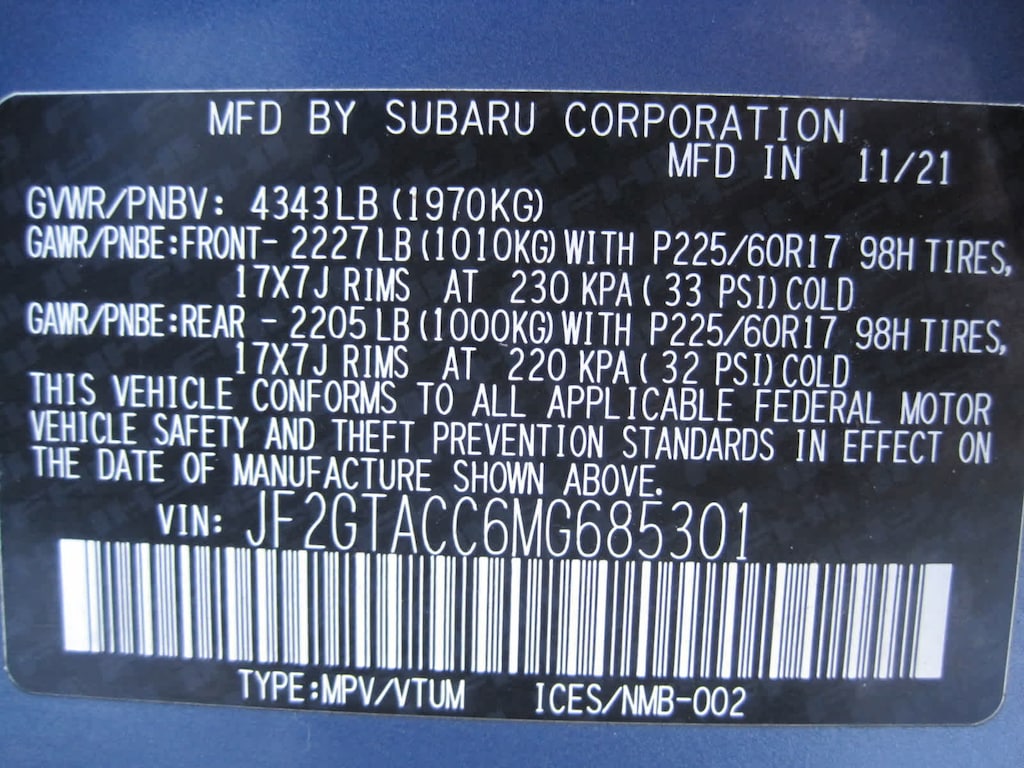 MFD BY SUBARU CORPORATION
MFD IN 11/21
GVWR/PNBV: 4343LB (1970KG)
GAWR/PNBE:FRONT- 2227LB (1010KG) WITH P225/60R17 98H TIRES,
17X7J RIMS AT 230 KPA ( 33 PSI) COLD
GAWR/PNBE:REAR - 2205LB (1000KG) WITH P225/60R17 98H TIRES,
17X7J RIMS AT 220 KPA ( 32 PSI) COLD
THIS VEHICLE CONFORMS TO ALL APPLICABLE FEDERAL MOTOR
VEHICLE SAFETY AND THEFT PREVENTION STANDARDS IN EFFECT ON
THE DATE OF MANUFACTURE SHOWN ABOVE.
VIN: JF2GTACC6MG685301
TYPE:MPV/VTUM ICES/NMB-002